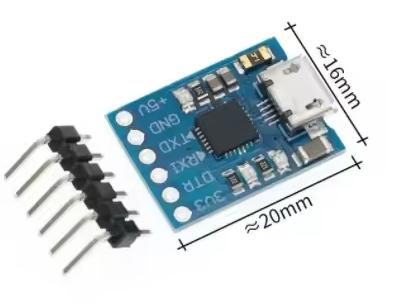 +5V
GND
TXD
RXI
DTR
3V3
≈16mm
≈20mm